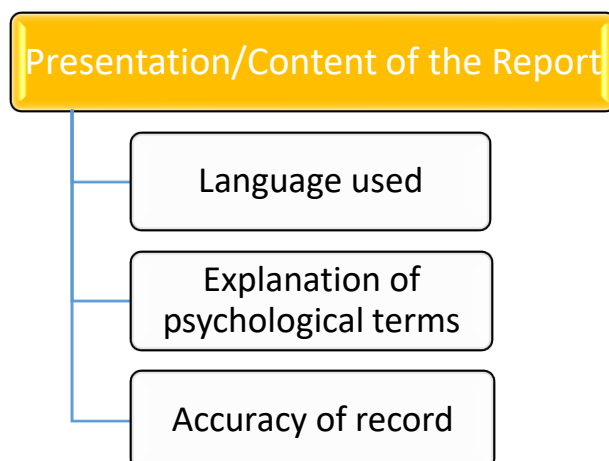 Presentation/Content of the Report
Language used
Explanation of
psychological terms
Accuracy of record